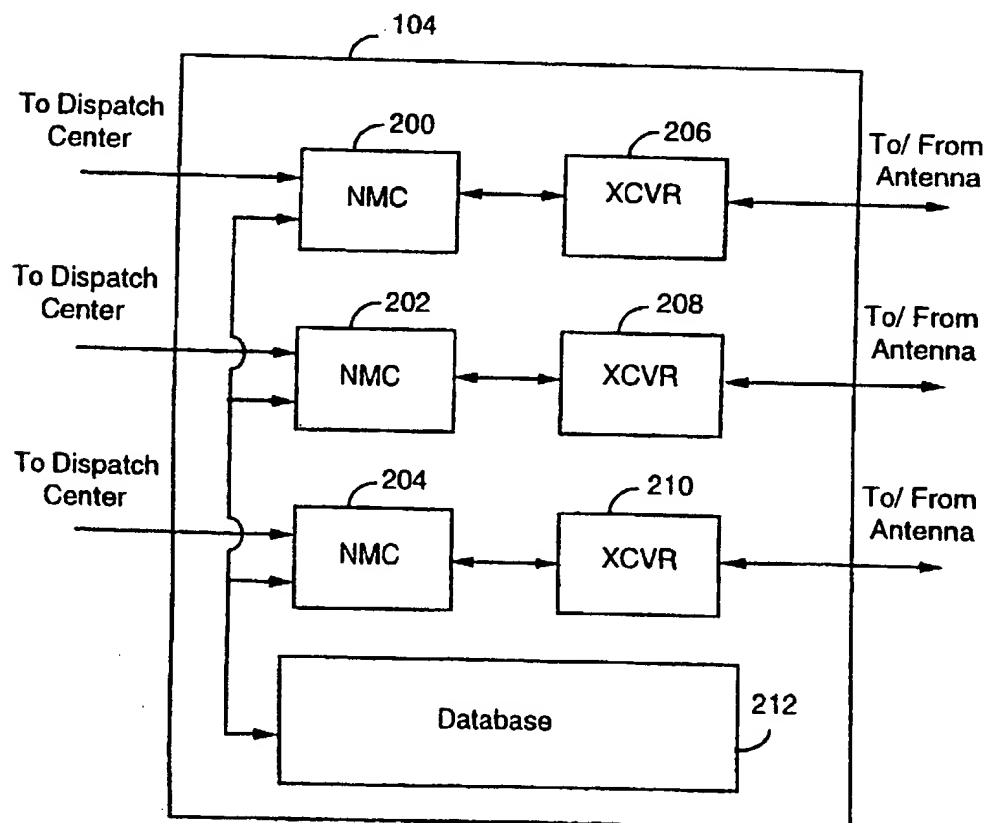 104
To Dispatch
Center
200
NMC
206
XCVR
To/ From
Antenna
To Dispatch
Center
202
NMC
208
XCVR
To/ From
Antenna
To Dispatch
Center
204
NMC
210
XCVR
To/ From
Antenna
Database
212